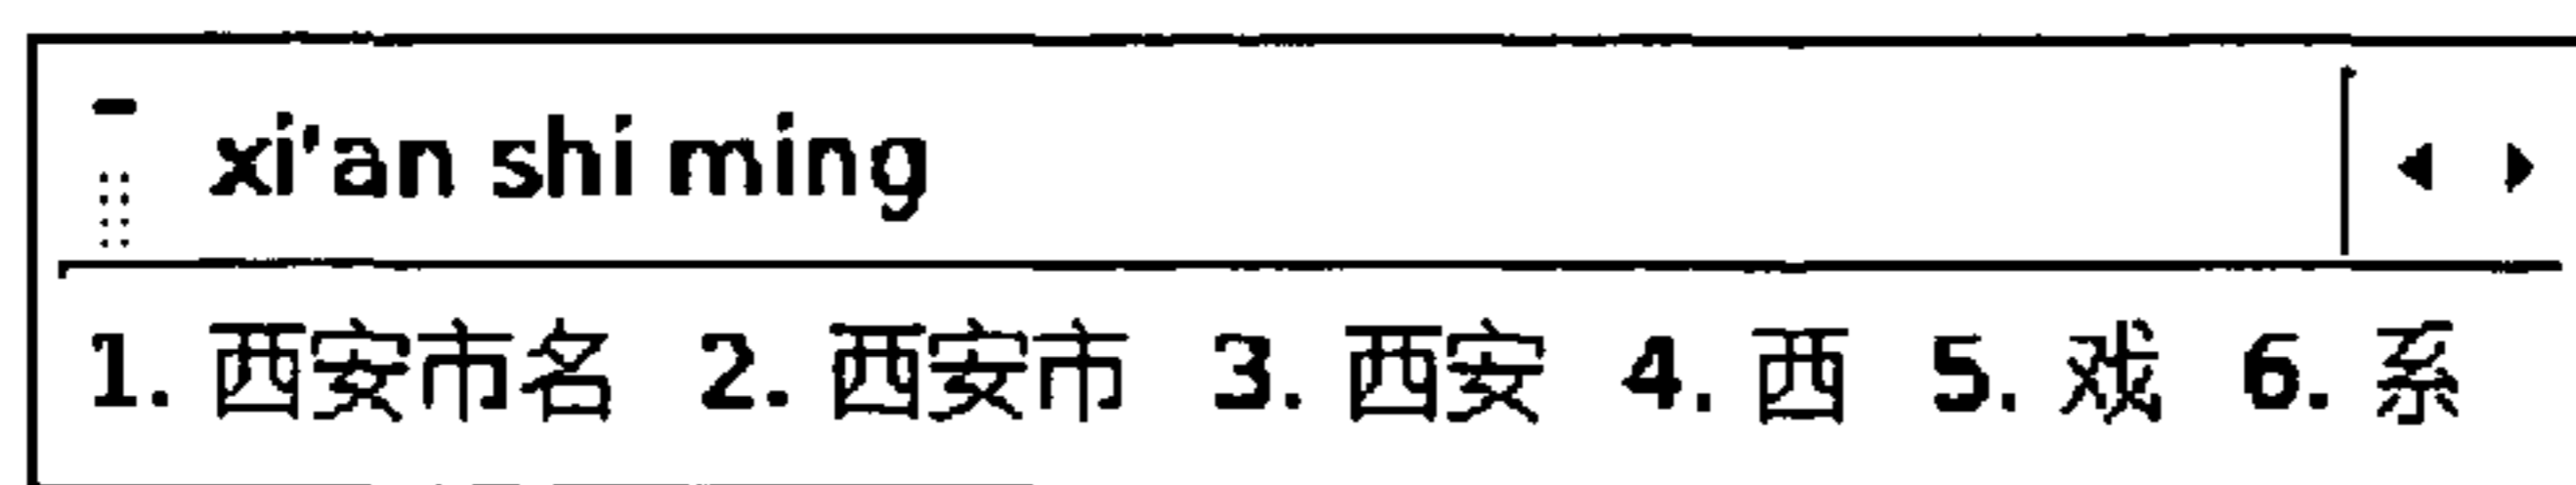 xi'an shi ming
1. 西安市名 2. 西安市 3. 西安 4. 西 5. 戏 6. 系